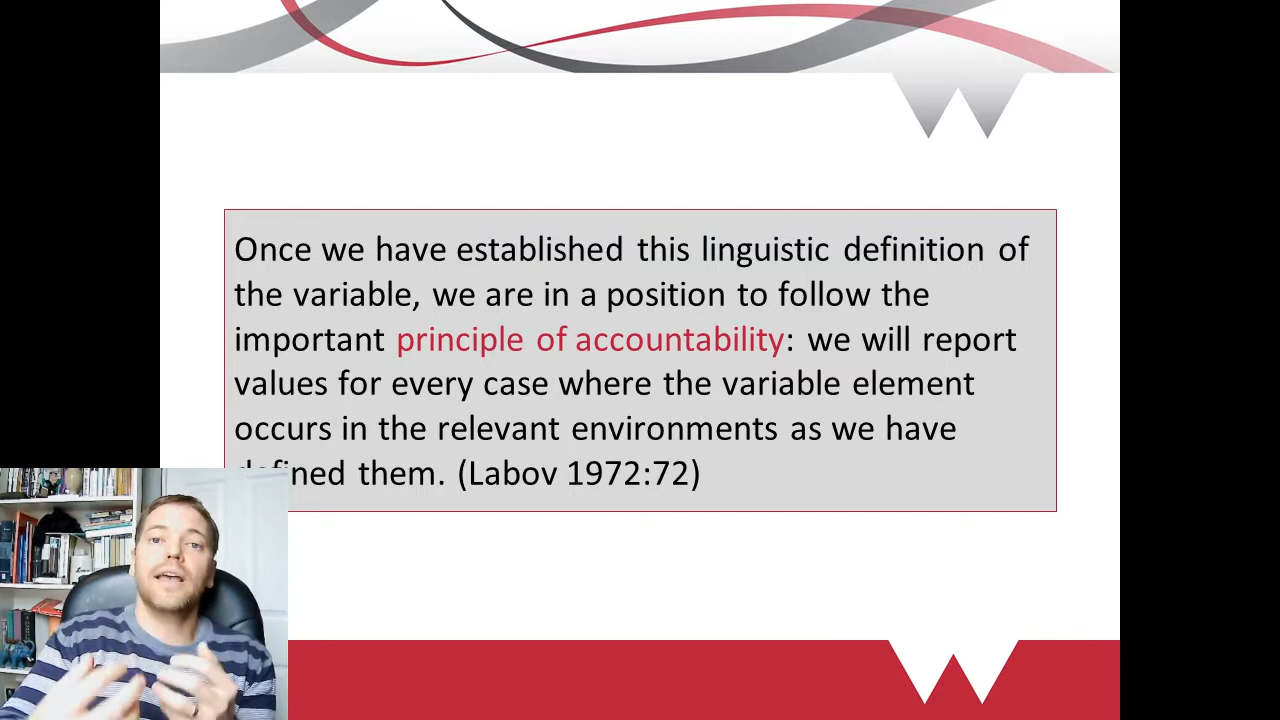 Once we have established this linguistic definition of
the variable, we are in a position to follow the
important principle of accountability: we will report
values for every case where the variable element
occurs in the relevant environments as we have
defined them. (Labov 1972:72)